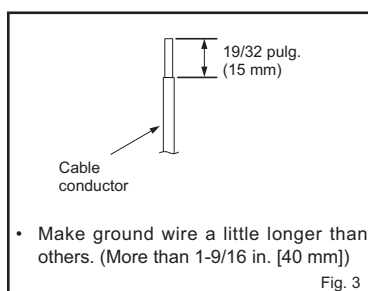 19/32 pulg.
(15 mm)
Cable
conductor
• Make ground wire a little longer than
others. (More than 1-9/16 in. [40 mm])
Fig. 3